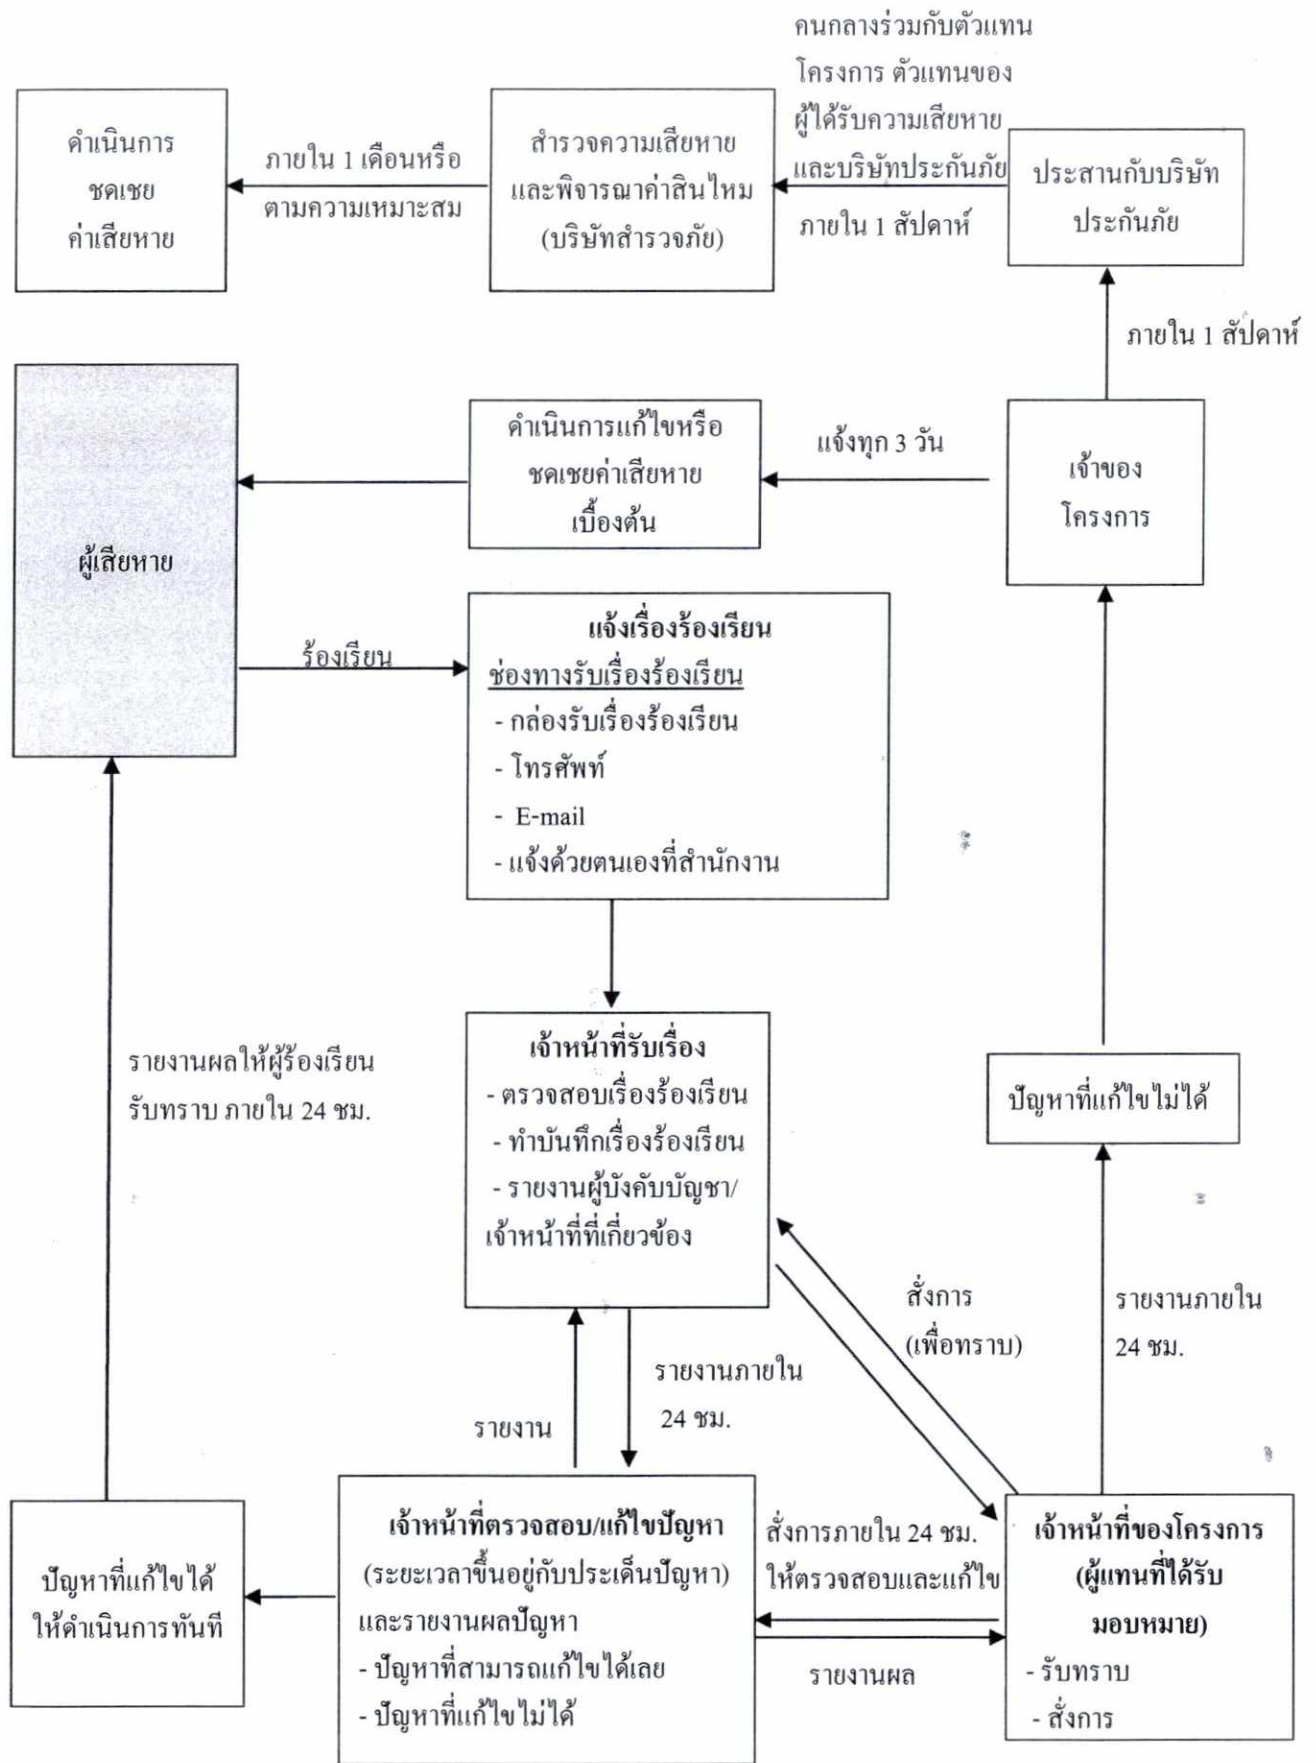 คนกลางร่วมกับตัวแทน
โครงการ ตัวแทนของ
ผู้ได้รับความเสียหาย
และบริษัทประกันภัย
ภายใน 1 สัปดาห์
ดำเนินการ
ชดเชย
ค่าเสียหาย
ภายใน 1 เดือนหรือ
ตามความเหมาะสม
สำรวจความเสียหาย
และพิจารณาค่าสินไหม
(บริษัทสำรวจภัย)
ประสานกับบริษัท
ประกันภัย
ภายใน 1 สัปดาห์
ผู้เสียหาย
ดำเนินการแก้ไขหรือ
ชดเชยค่าเสียหาย
เบื้องต้น
แจ้งทุก 3 วัน
เจ้าของ
โครงการ
ร้องเรียน
แจ้งเรื่องร้องเรียน
ช่องทางรับเรื่องร้องเรียน
- กล่องรับเรื่องร้องเรียน
- โทรศัพท์
- E-mail
- แจ้งด้วยตนเองที่สำนักงาน
รายงานผลให้ผู้ร้องเรียน
รับทราบ ภายใน 24 ชม.
เจ้าหน้าที่รับเรื่อง
- ตรวจสอบเรื่องร้องเรียน
- ทำบันทึกเรื่องร้องเรียน
- รายงานผู้บังคับบัญชา/
เจ้าหน้าที่ที่เกี่ยวข้อง
ปัญหาที่แก้ไขไม่ได้
สั่งการ
(เพื่อทราบ)
รายงานภายใน
24 ชม.
รายงาน
รายงานภายใน
24 ชม.
ปัญหาที่แก้ไขได้
ให้ดำเนินการทันที
เจ้าหน้าที่ตรวจสอบ/แก้ไขปัญหา
(ระยะเวลาขึ้นอยู่กับประเด็นปัญหา)
และรายงานผลปัญหา
- ปัญหาที่สามารถแก้ไขได้เลย
- ปัญหาที่แก้ไขไม่ได้
สั่งการภายใน 24 ชม.
ให้ตรวจสอบและแก้ไข
รายงานผล
เจ้าหน้าที่ของโครงการ
(ผู้แทนที่ได้รับ
มอบหมาย)
- รับทราบ
- สั่งการ